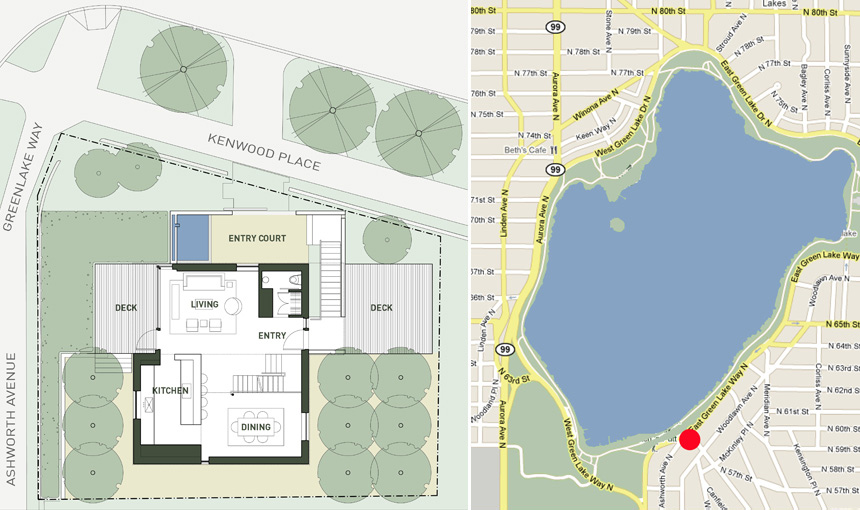 GREENLAKE WAY
KENWOOD PLACE
ENTRY COURT
DECK
LIVING
DECK
ENTRY
KITCHEN
DINING
ASHWORTH AVENUE
80th St
N 80th St
Lakes
N 80th St
Stone Ave N
Stroud Ave N
99
N 79th St
79th St
78th St
N 78th St
N 78th St
N 77th St
N 77th St
N 77th St
N 76th St
N 75th St
N 75th St
N 74th St
Aurora Ave N
Winona Ave N
Keen Way N
Beth's Cafe
West Green Lake Dr N
East Green Lake Dr N
Bagley Ave N
Corliss Ave N
Sunnyside Ave N
99
71st St
70th St
Linden Ave N
Aurora Ave N
lake
67th St
66th St
East Green Lake Way
Woodlawn Ave N
Linden Ave N
99
N 65th St
N 64th St
N 63rd St
N 63rd St
N 62nd St
N 61st St
N 60th St
N 59th St
N 58th St
N 57th St
N 57th St
Woodland Pl N
Aurora Ave N
West Green Lake Way N
East Green Lake Way N
Woodlawn Ave N
Meridian Ave N
Corliss Ave N
McKinley Pl N
Kensington Pl N
Ashworth Ave N
Canfield